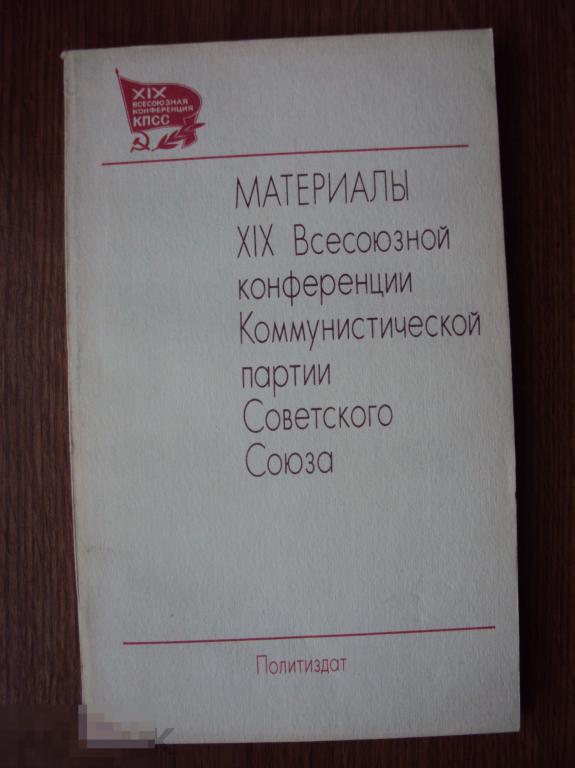 XIX
ВСЕСОЮЗНАЯ
КОНФЕРЕНЦИЯ
КПСС
МАТЕРИАЛЫ
XIX Всесоюзной
конференции
Коммунистической
партии
Советского
Союза
Политиздат